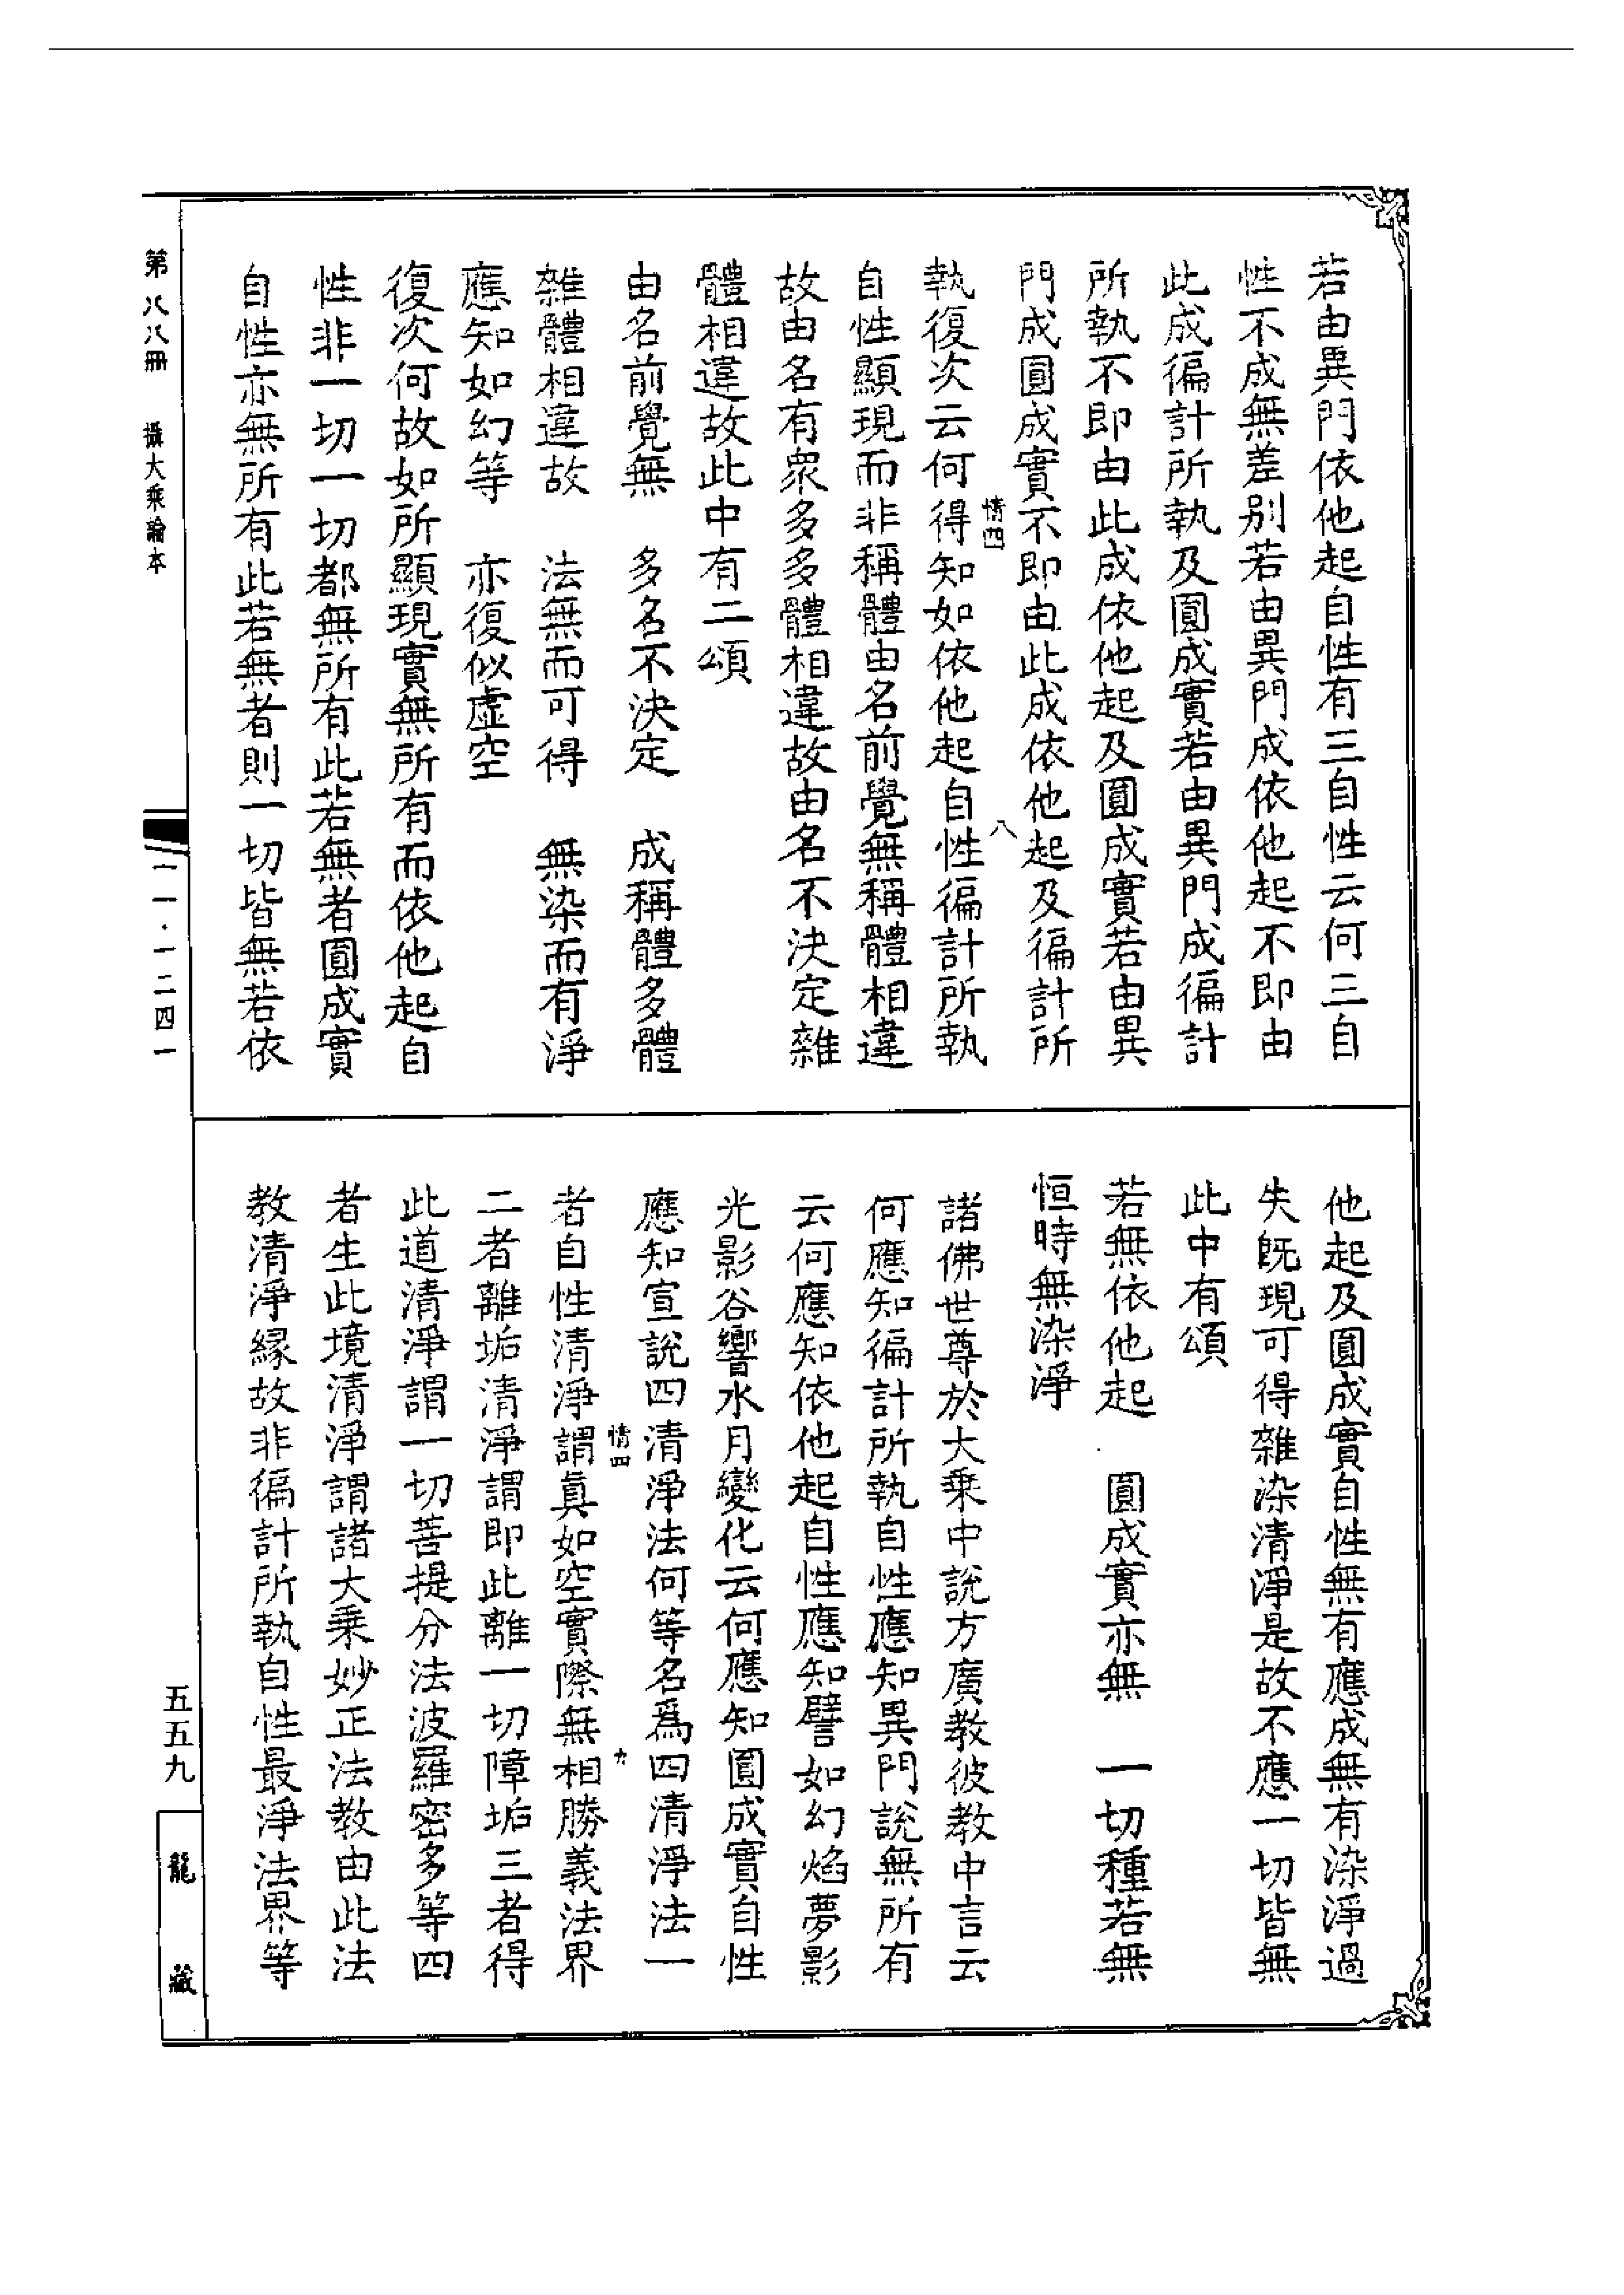 若由異門依他起自性有三自性云何三自
性不成無差别若由異門成依他起不即由
此成徧計所執及圓成實若由異門成徧計
所執不即由此成依他起及圓成實若由異
門成圓成實不即由此成依他起及徧計所
情四
八
執復次云何得知如依他起自性徧計所執
自性顯現而非稱體由名前覺無稱體相違
故由名有衆多多體相違故由名不決定雜
體相違故此中有二頌
由名前覺無　多名不決定　成稱體多體
雜體相違故　法無而可得　無染而有淨
應知如幻等　亦復似虛空
復次何故如所顯現實無所有而依他起自
性非一切一切都無所有此若無者圓成實
自性亦無所有此若無者則一切皆無若依
他起及圓成實自性無有應成無有染淨過
失既現可得雜染清淨是故不應一切皆無
此中有頌
若無依他起　圓成實亦無　一切種若無
恒時無染淨
諸佛世尊於大乘中說方廣教彼教中言云
何應知徧計所執自性應知異門說無所有
云何應知依他起自性應知譬如幻焰夢影
光影谷響水月變化云何應知圓成實自性
應知宣說四清淨法何等名爲四清淨法一
情四
九
者自性清淨謂眞如空實際無相勝義法界
二者離垢清淨謂即此離一切障垢三者得
此道清淨謂一切菩提分法波羅密多等四
者生此境清淨謂諸大乘妙正法教由此法
教清淨緣故非徧計所執自性最淨法界等
第八八冊　攝大乘論本
一一·一二四一
五五九
龍藏